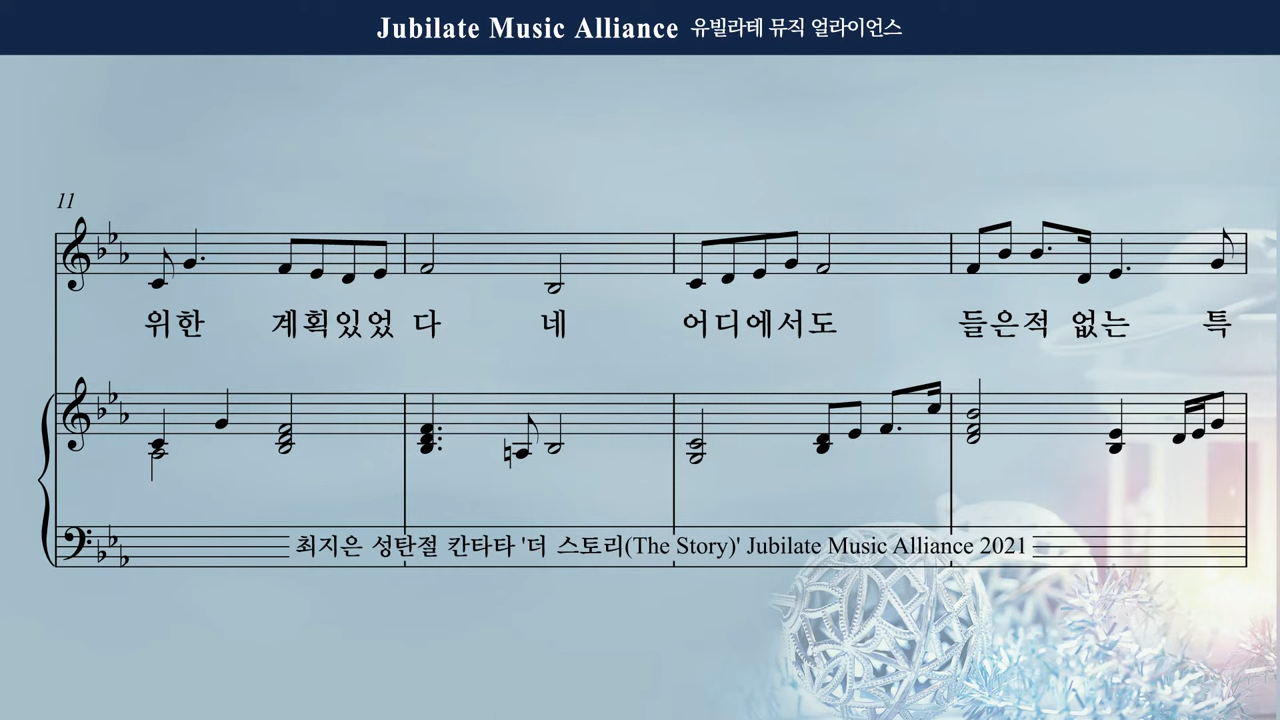 Jubilate Music Alliance 유빌라테 뮤직 얼라이언스
11
위한 계획있었 다 네 어디에서도 들은적 없는 특
최지은 성탄절 칸타타 '더 스토리(The Story)' Jubilate Music Alliance 2021